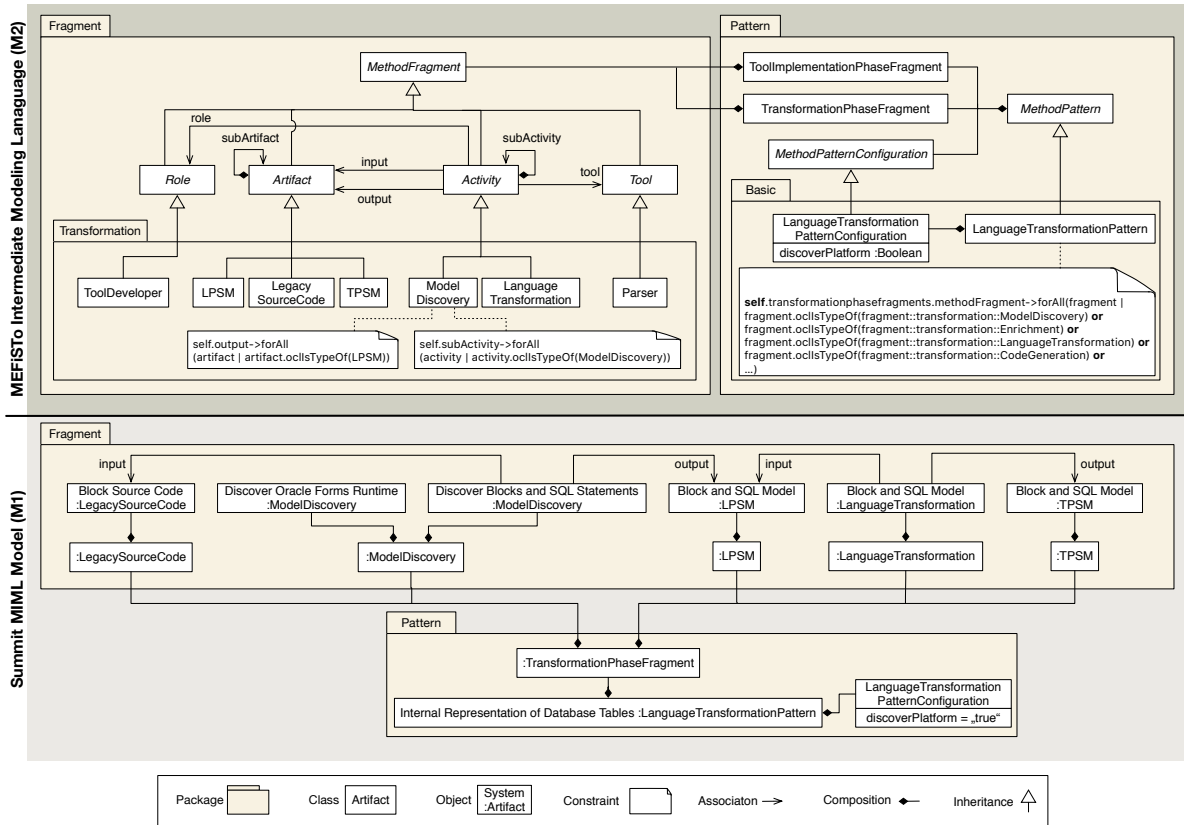 MEFiSTo Intermediate Modeling Lanaguage (M2)
Fragment
MethodFragment
role
subArtifact
subActivity
input
output
tool
Role
Artifact
Activity
Tool
Transformation
ToolDeveloper
LPSM
Legacy
SourceCode
TPSM
Model
Discovery
Language
Transformation
Parser
self.output->forAll
(artifact | artifact.oclIsTypeOf(LPSM))
self.subActivity->forAll
(activity | activity.oclIsTypeOf(ModelDiscovery))
Pattern
ToolImplementationPhaseFragment
TransformationPhaseFragment
MethodPattern
MethodPatternConfiguration
Basic
LanguageTransformation
PatternConfiguration
discoverPlatform :Boolean
LanguageTransformationPattern
self.transformationphasefragments.methodFragment->forAll(fragment |
fragment.oclIsTypeOf(fragment::transformation::ModelDiscovery) or
fragment.oclIsTypeOf(fragment::transformation::Enrichment) or
fragment.oclIsTypeOf(fragment::transformation::LanguageTransformation) or
fragment.oclIsTypeOf(fragment::transformation::CodeGeneration) or
...)
Summit MIML Model (M1)
Fragment
input
output
input
output
Block Source Code
:LegacySourceCode
Discover Oracle Forms Runtime
:ModelDiscovery
Discover Blocks and SQL Statements
:ModelDiscovery
Block and SQL Model
:LPSM
Block and SQL Model
:LanguageTransformation
Block and SQL Model
:TPSM
:LegacySourceCode
:ModelDiscovery
:LPSM
:LanguageTransformation
:TPSM
Pattern
:TransformationPhaseFragment
Internal Representation of Database Tables :LanguageTransformationPattern
LanguageTransformation
PatternConfiguration
discoverPlatform = „true“
Package
Class
Artifact
Object
System
:Artifact
Constraint
Associaton
Composition
Inheritance